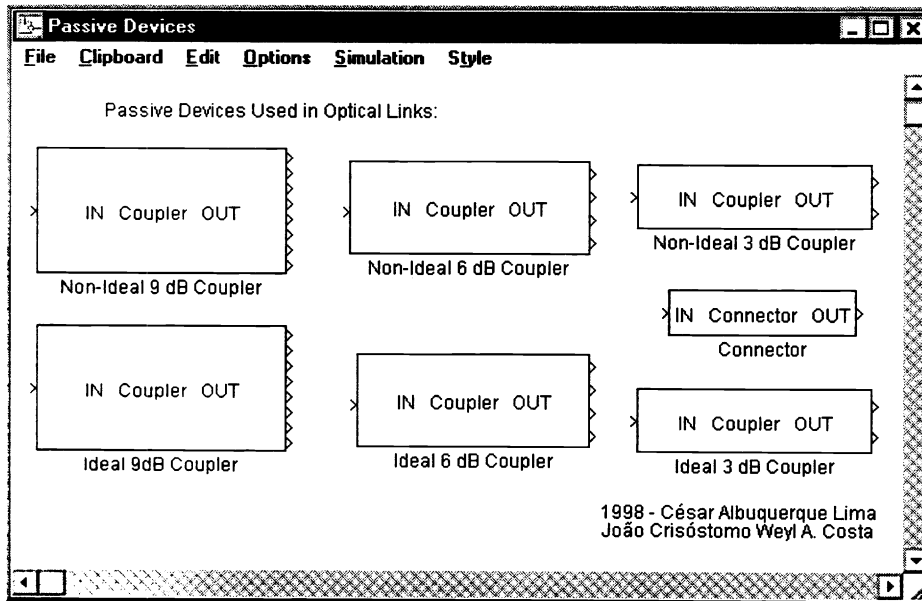 Passive Devices
File Clipboard Edit Options Simulation Style
Passive Devices Used in Optical Links:
IN Coupler OUT
Non-Ideal 9 dB Coupler
IN Coupler OUT
Non-Ideal 6 dB Coupler
IN Coupler OUT
Non-Ideal 3 dB Coupler
IN Connector OUT
Connector
IN Coupler OUT
Ideal 9dB Coupler
IN Coupler OUT
Ideal 6 dB Coupler
IN Coupler OUT
Ideal 3 dB Coupler
1998 - César Albuquerque Lima
João Crisóstomo Weyl A. Costa